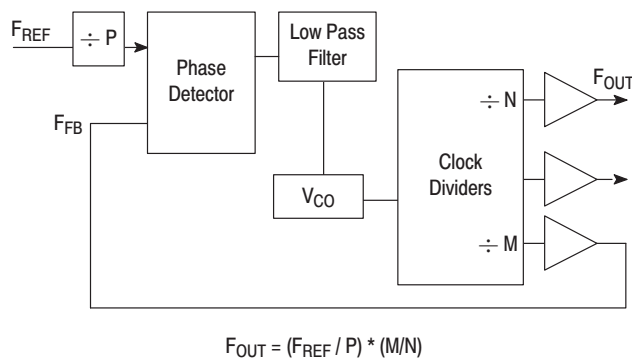 FREF
÷ P
Phase
Detector
Low Pass
Filter
FFB
VCO
Clock
Dividers
÷ N
÷ M
FOUT
FOUT = (FREF / P) * (M/N)